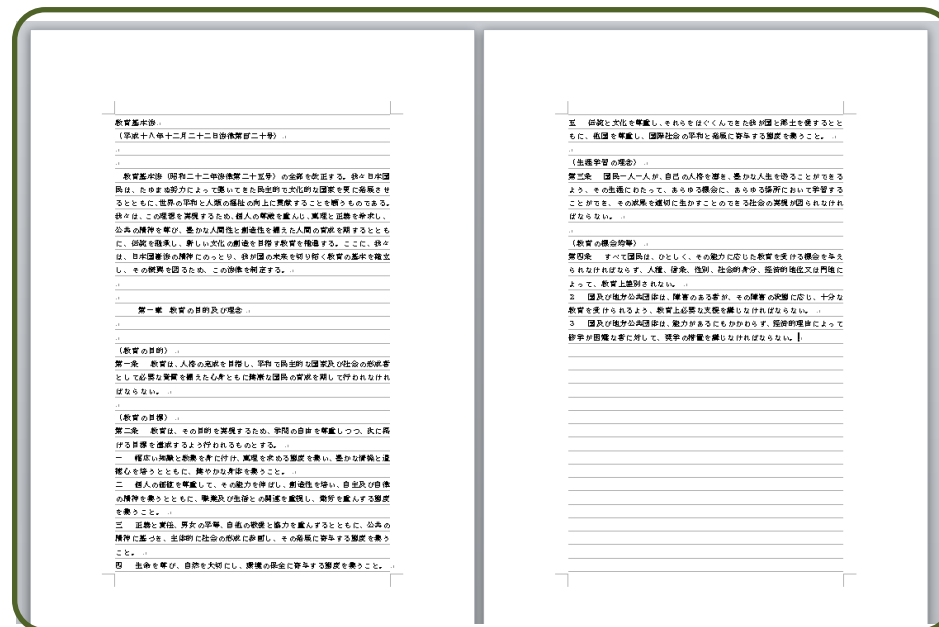 教育基本法
(平成十八年十二月二十二日法律第百二十号)
教育基本法(昭和二十二年法律第二十五号)の全部を改正する。我々日本国
民は、たゆまぬ努力によって築いてきた民主的で文化的な国家を更に発展させ
るとともに、世界の平和と人類の福祉の向上に貢献することを願うものである。
我々は、この理想を実現するため、個人の尊厳を重んじ、真理と正義を希求し、
公共の精神を尊び、豊かな人間性と創造性を備えた人間の育成を期するととも
に、伝統を継承し、新しい文化の創造を目指す教育を推進する。ここに、我々
は、日本国憲法の精神にのっとり、我が国の未来を切り拓く教育の基本を確立
し、その振興を図るため、この法律を制定する。
第一章 教育の目的及び理念
(教育の目的)
第一条 教育は、人格の完成を目指し、平和で民主的な国家及び社会の形成者
として必要な資質を備えた心身ともに健康な国民の育成を期して行われなけれ
ばならない。
(教育の目標)
第二条 教育は、その目的を実現するため、学問の自由を尊重しつつ、次に掲
げる目標を達成するよう行われるものとする。
一 幅広い知識と教養を身に付け、真理を求める態度を養い、豊かな情操と道
徳心を培うとともに、健やかな身体を養うこと。
二 個人の価値を尊重して、その能力を伸ばし、創造性を培い、自主及び自律
の精神を養うとともに、職業及び生活との関連を重視し、勤労を重んずる態度
を養うこと。
三 正義と責任、男女の平等、自他の敬愛と協力を重んずるとともに、公共の
精神に基づき、主体的に社会の形成に参画し、その発展に寄与する態度を養う
こと。
四 生命を尊び、自然を大切にし、環境の保全に寄与する態度を養うこと。
五 伝統と文化を尊重し、それらをはぐくんできた我が国と郷土を愛するとと
もに、他国を尊重し、国際社会の平和と発展に寄与する態度を養うこと。
(生涯学習の理念)
第三条 国民一人一人が、自己の人格を磨き、豊かな人生を送ることができる
よう、その生涯にわたって、あらゆる機会に、あらゆる場所において学習する
ことができ、その成果を適切に生かすことのできる社会の実現が図られなけれ
ばならない。
(教育の機会均等)
第四条 すべて国民は、ひとしく、その能力に応じた教育を受ける機会を与え
られなければならず、人種、信条、性別、社会的身分、経済的地位又は門地に
よって、教育上差別されない。
2 国及び地方公共団体は、障害のある者が、その障害の状態に応じ、十分な
教育を受けられるよう、教育上必要な支援を講じなければならない。
3 国及び地方公共団体は、能力があるにもかかわらず、経済的理由によって
修学が困難な者に対して、奨学の措置を講じなければならない。